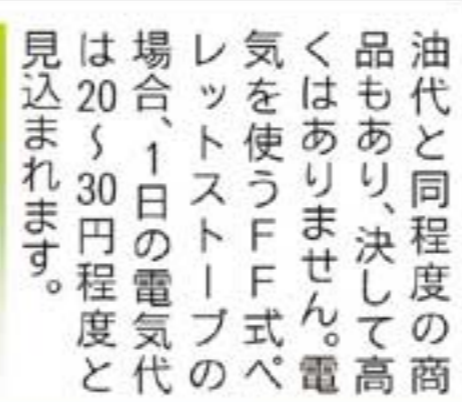 油代と同程度の商
品もあり、決して高
くはありません。電
気を使うFF式ペ
レットストーブの
場合、1日の電気代
は20〜30円程度と
見込まれます。